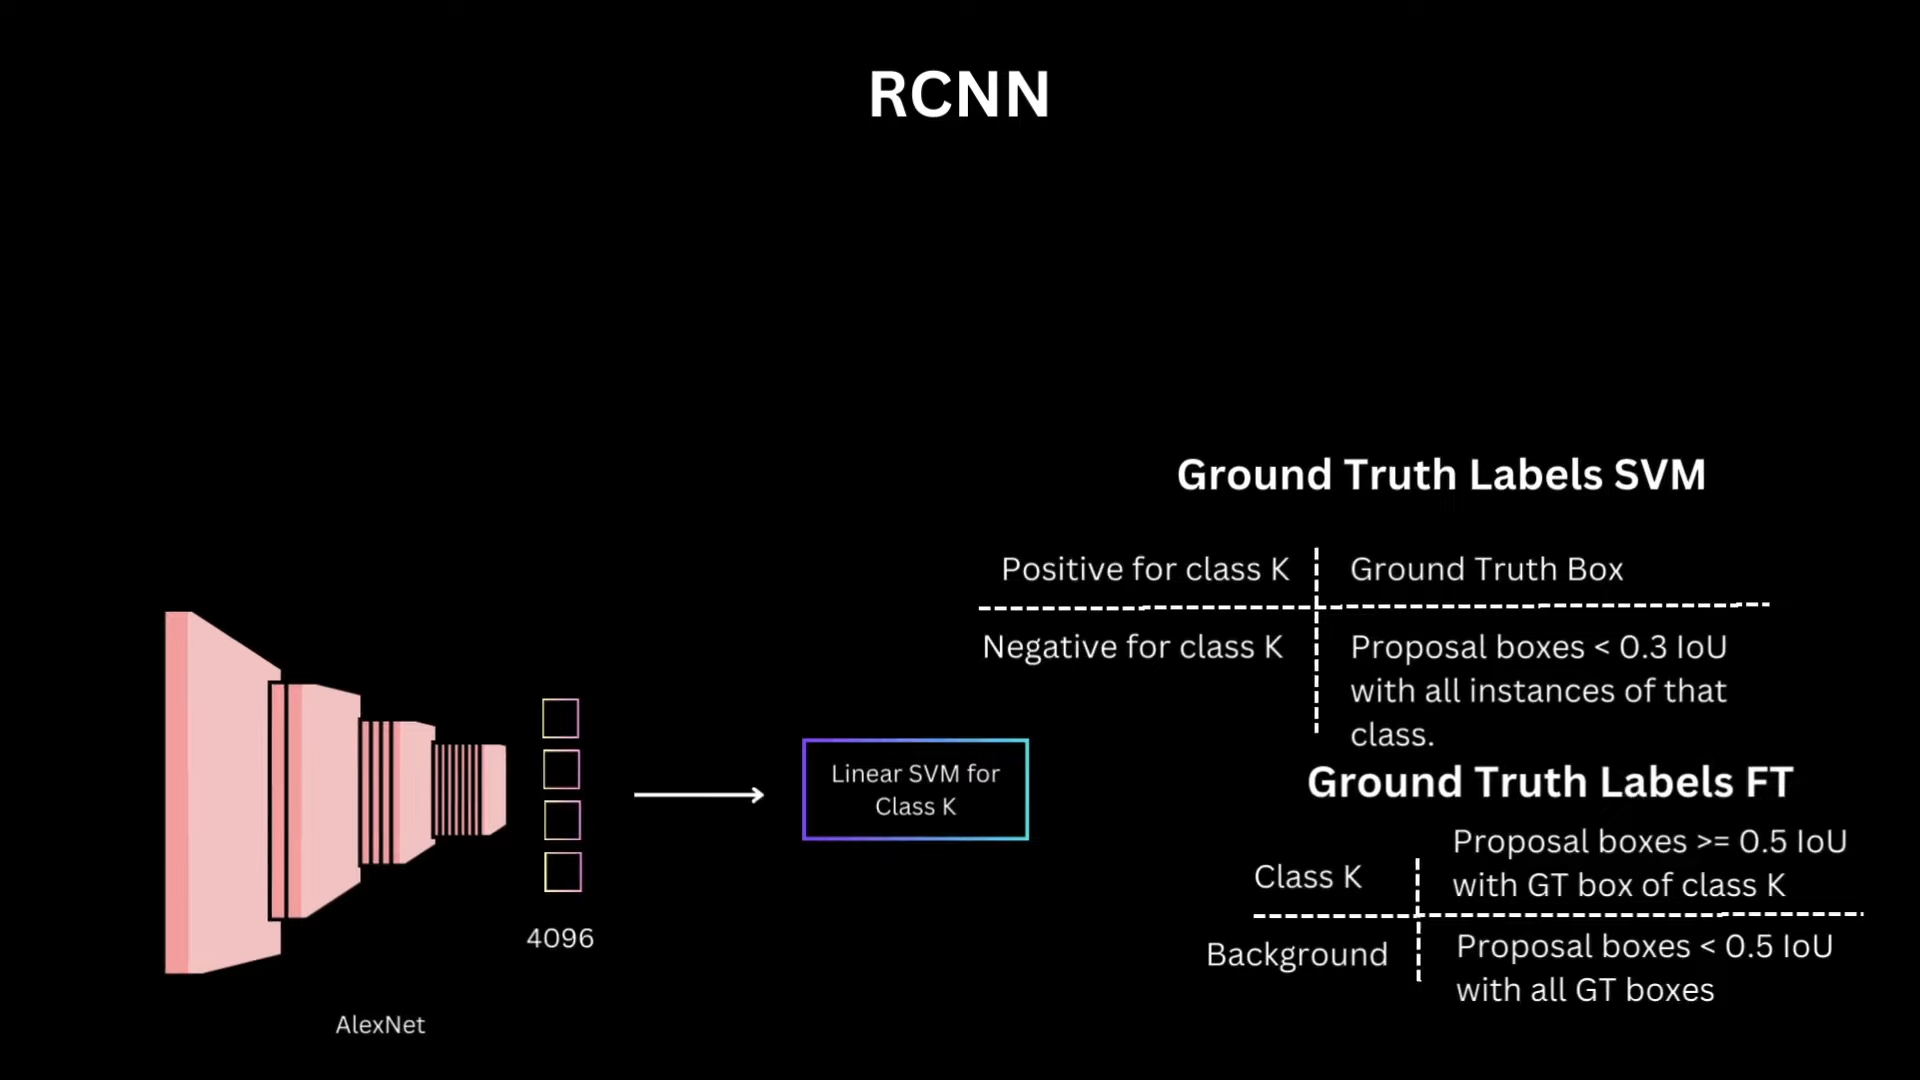 RCNN
Ground Truth Labels SVM
Positive for class K
Ground Truth Box
Negative for class K
Proposal boxes < 0.3 IoU
with all instances of that
class.
Linear SVM for
Class K
4096
AlexNet
Ground Truth Labels FT
Class K
Proposal boxes >= 0.5 IoU
with GT box of class K
Background
Proposal boxes < 0.5 IoU
with all GT boxes